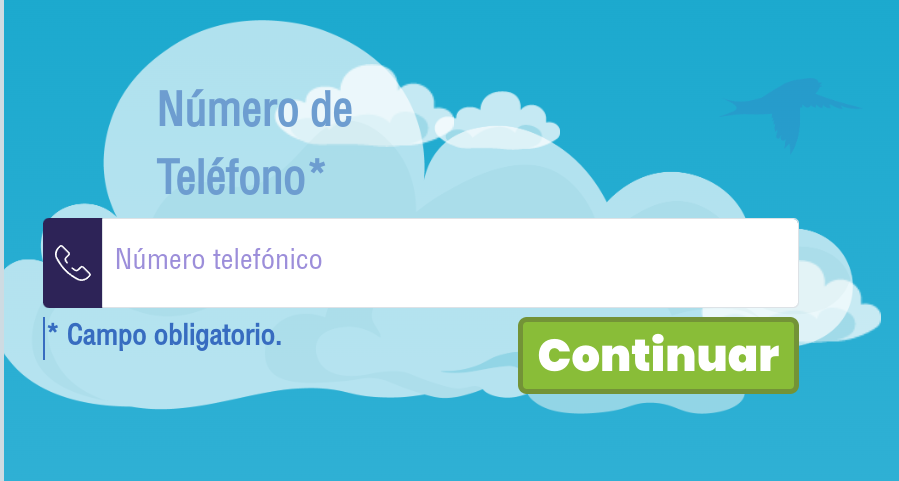 Número de
Teléfono*
Número telefónico
* Campo obligatorio.
Continuar